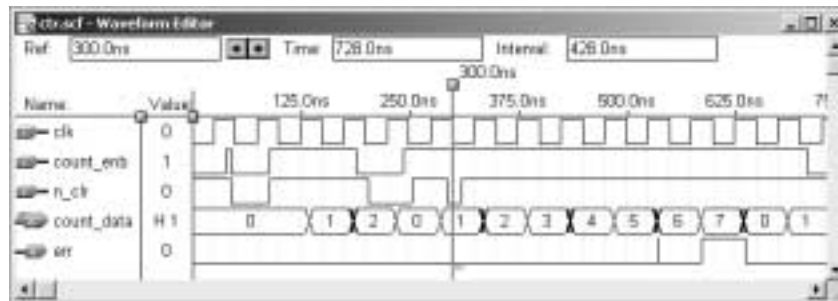 ctr.scf - Waveform Editor
Ref: 300.0ns Time: 728.0ns Interval: 428.0ns
300.0ns
Name: Value: 125.0ns 250.0ns 375.0ns 500.0ns 625.0ns
clk 0
count_enb 1
n_clr 0
count_data H 1 0 1 2 0 1 2 3 4 5 6 7 0 1
err 0